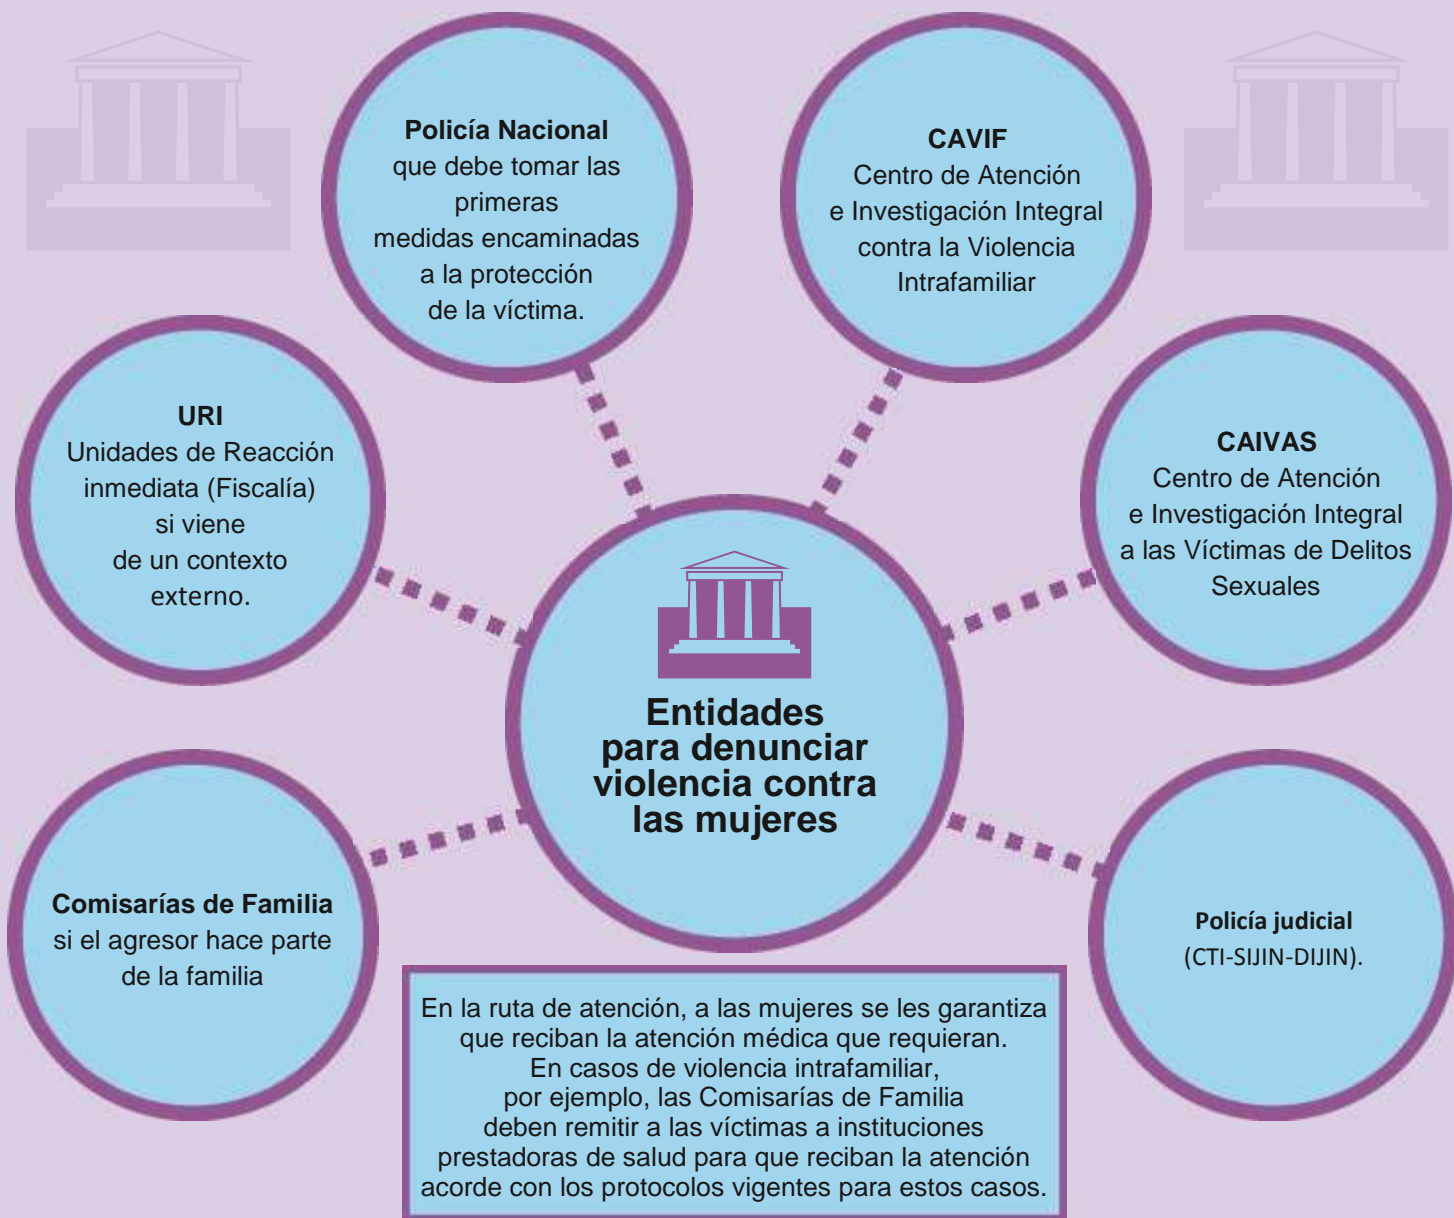 Policía Nacional
que debe tomar las
primeras
medidas encaminadas
a la protección
de la víctima.
CAVIF
Centro de Atención
e Investigación Integral
contra la Violencia
Intrafamiliar
URI
Unidades de Reacción
inmediata (Fiscalía)
si viene
de un contexto
externo.
CAIVAS
Centro de Atención
e Investigación Integral
a las Víctimas de Delitos
Sexuales
Entidades
para denunciar
violencia contra
las mujeres
Comisarías de Familia
si el agresor hace parte
de la familia
Policía judicial
(CTI-SIJIN-DIJIN).
En la ruta de atención, a las mujeres se les garantiza
que reciban la atención médica que requieran.
En casos de violencia intrafamiliar,
por ejemplo, las Comisarías de Familia
deben remitir a las víctimas a instituciones
prestadoras de salud para que reciban la atención
acorde con los protocolos vigentes para estos casos.